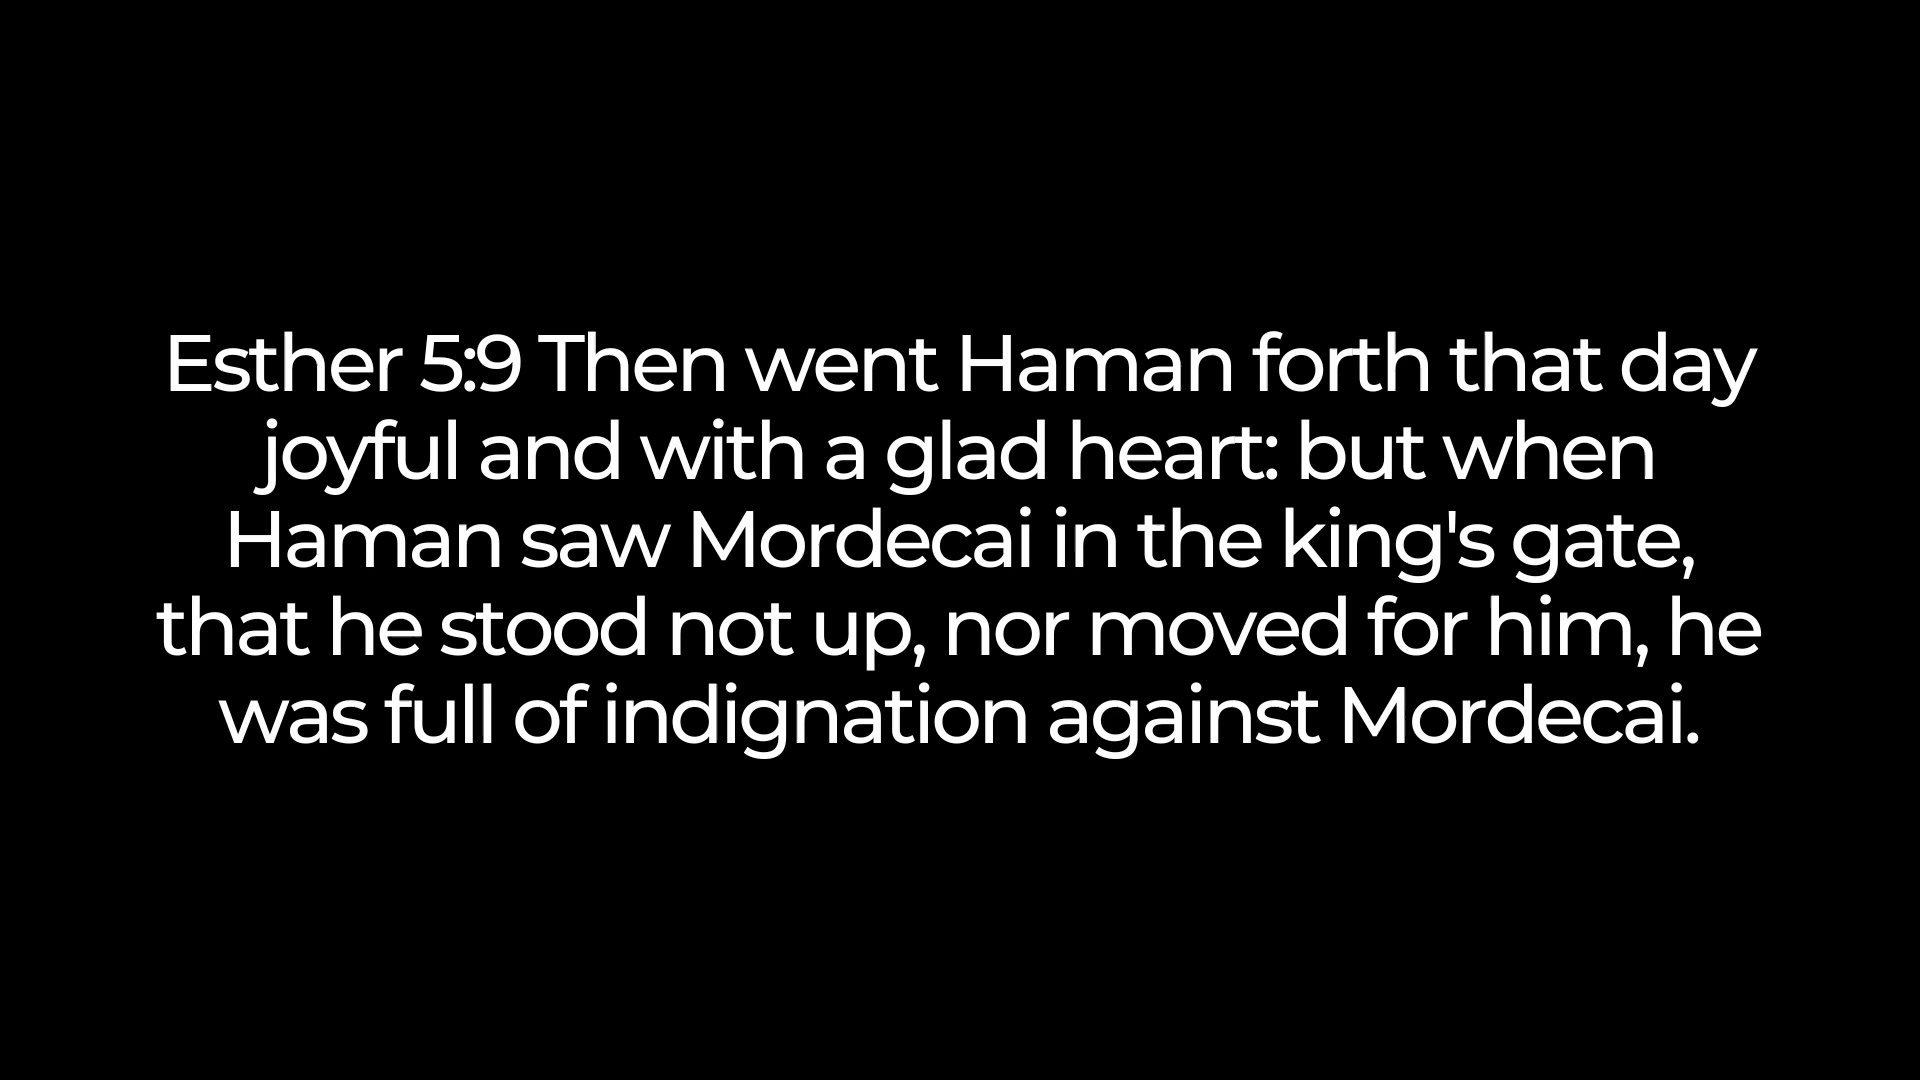 Esther 5:9 Then went Haman forth that day
joyful and with a glad heart: but when
Haman saw Mordecai in the king's gate,
that he stood not up, nor moved for him, he
was full of indignation against Mordecai.